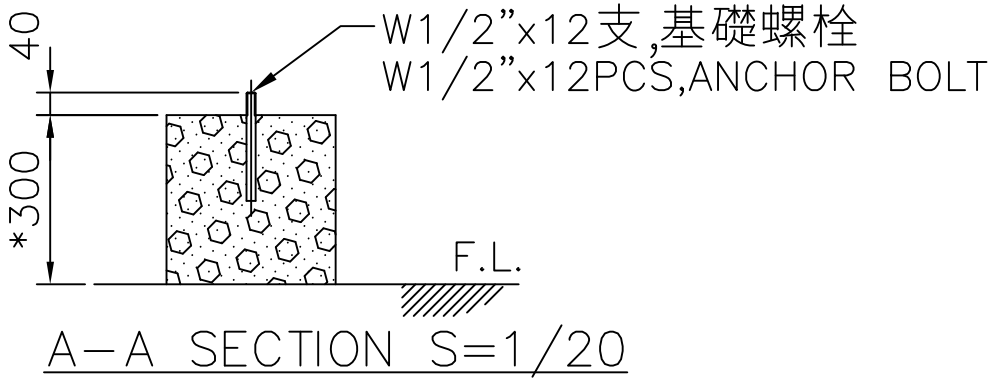 W1/2”x12支,基礎螺栓
W1/2”x12PCS,ANCHOR BOLT
40
*300
F.L.
A-A SECTION S=1/20